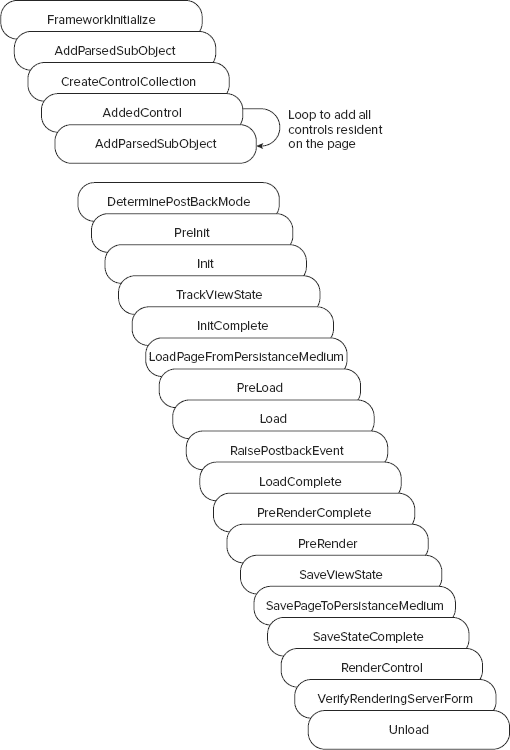 FrameworkInitialize
AddParsedSubObject
CreateControlCollection
AddedControl
Loop to add all
controls resident
on the page
AddParsedSubObject
DeterminePostBackMode
PreInit
Init
TrackViewState
InitComplete
LoadPageFromPersistanceMedium
PreLoad
Load
RaisePostbackEvent
LoadComplete
PreRenderComplete
PreRender
SaveViewState
SavePageToPersistanceMedium
SaveStateComplete
RenderControl
VerifyRenderingServerForm
Unload